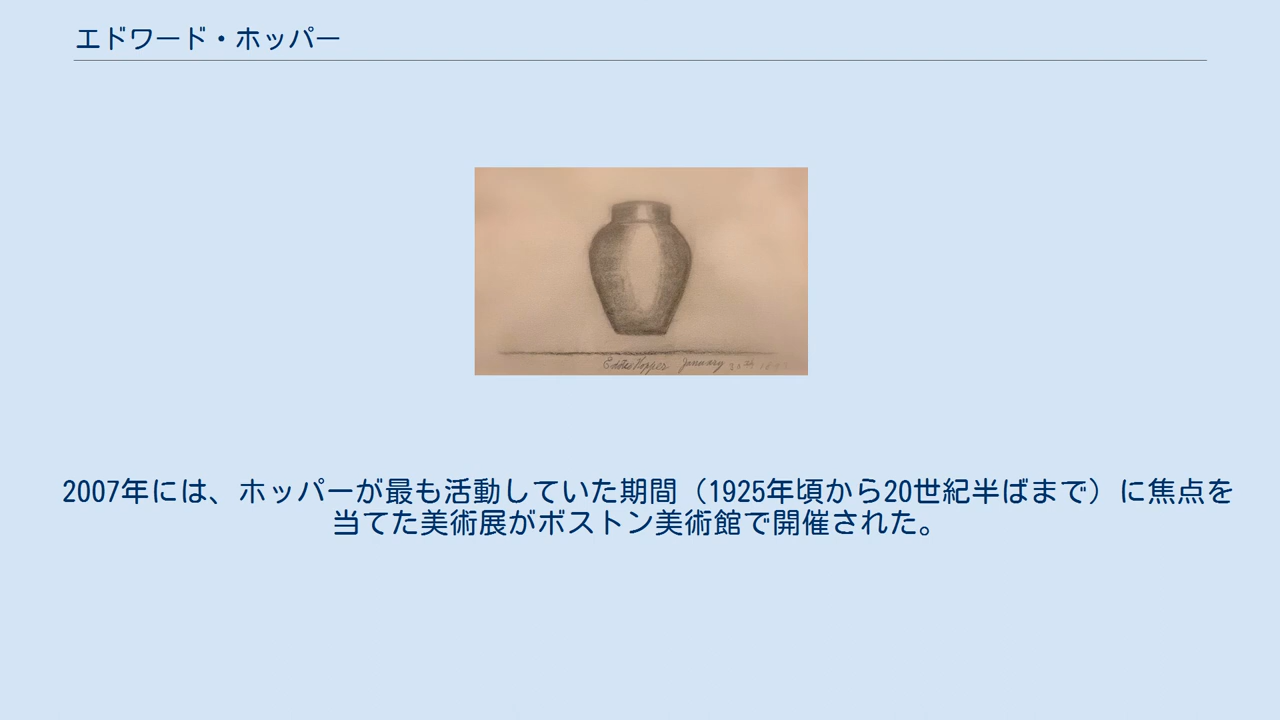 エドワード・ホッパー
Eddie Hopper January
2007年には、ホッパーが最も活動していた期間（1925年頃から20世紀半ばまで）に焦点を
当てた美術展がボストン美術館で開催された。